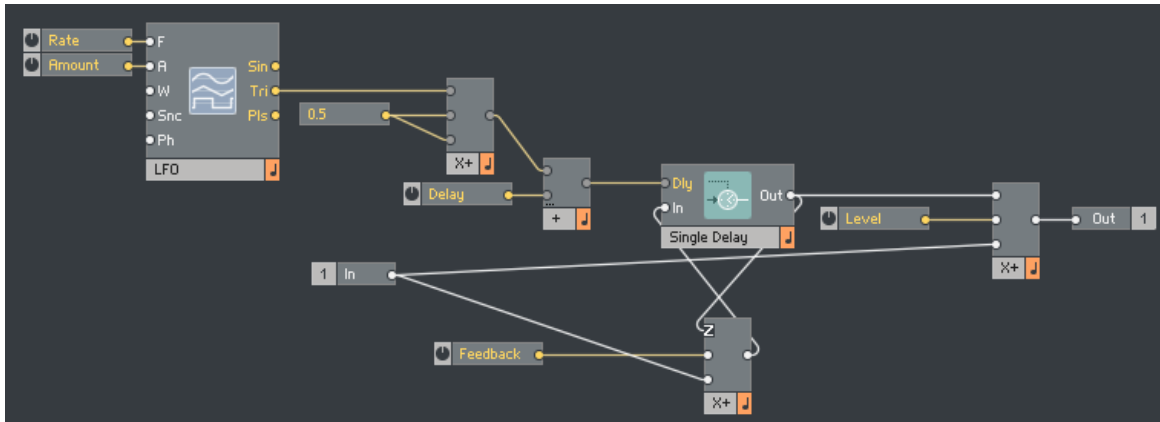 Rate
Amount
F
A
W
Snc
Ph
Sin
Tri
Pls
LFO
0.5
X+
Delay
...
+
Dly
In
Out
Single Delay
Level
X+
Out 1
1 In
Feedback
Z
X+